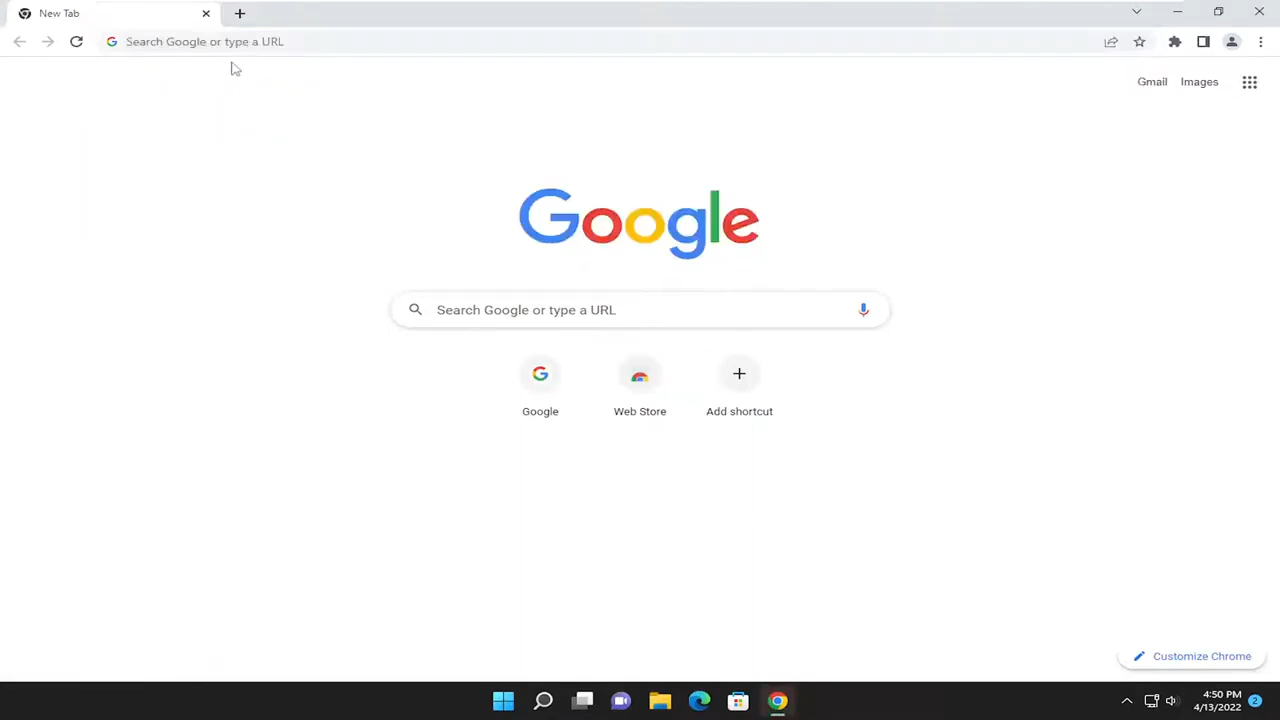 New Tab
Search Google or type a URL
Gmail Images
Google
Search Google or type a URL
Google Web Store Add shortcut
Customize Chrome
4:50 PM
4/13/2022
2